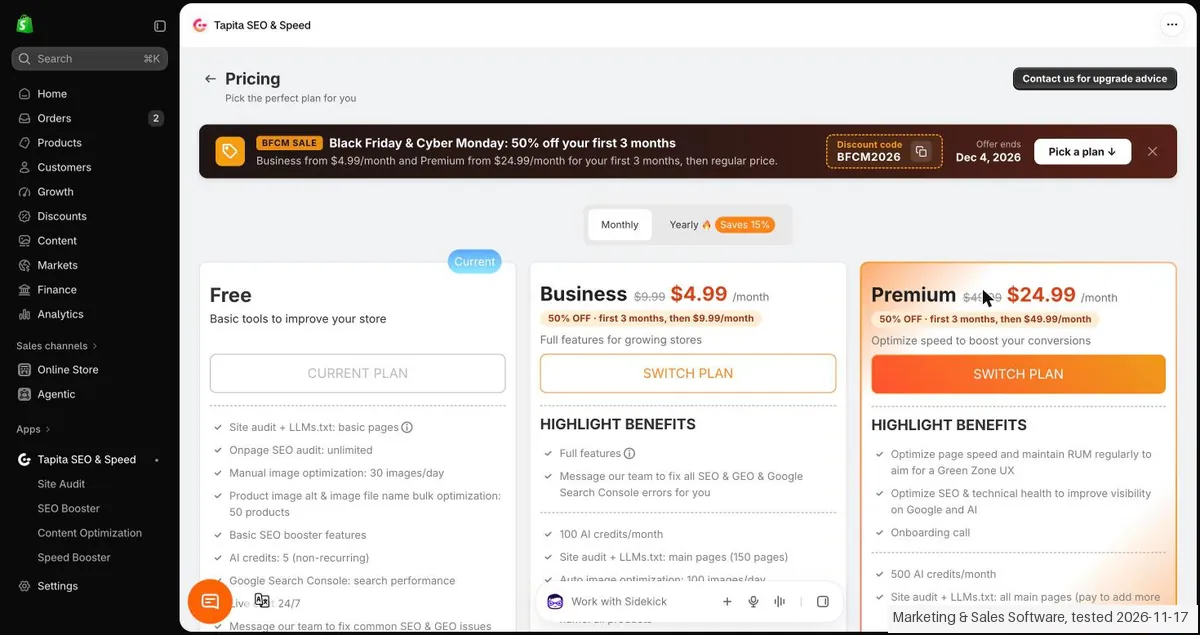 Tapita SEO & Speed
Search ⌘K
Home
Orders 2
Products
Customers
Growth
Discounts
Content
Markets
Finance
Analytics
Sales channels
Online Store
Agentic
Apps
Tapita SEO & Speed
Site Audit
SEO Booster
Content Optimization
Speed Booster
Settings
Pricing
Pick the perfect plan for you
Contact us for upgrade advice
BFCM SALE Black Friday & Cyber Monday: 50% off your first 3 months
Business from $4.99/month and Premium from $24.99/month for your first 3 months, then regular price.
Discount code
BFCM2026
Offer ends
Dec 4, 2026
Pick a plan ↓
Monthly
Yearly 🔥 Saves 15%
Current
Free
Basic tools to improve your store
CURRENT PLAN
Site audit + LLMs.txt: basic pages
Onpage SEO audit: unlimited
Manual image optimization: 30 images/day
Product image alt & image file name bulk optimization:
50 products
Basic SEO booster features
AI credits: 5 (non-recurring)
Google Search Console: search performance
24/7
Message our team to fix common SEO & GEO issues
Business $9.99 $4.99 /month
50% OFF · first 3 months, then $9.99/month
Full features for growing stores
SWITCH PLAN
HIGHLIGHT BENEFITS
Full features
Message our team to fix all SEO & GEO & Google
Search Console errors for you
100 AI credits/month
Site audit + LLMs.txt: main pages (150 pages)
Auto image optimization: 100 images/day
Premium $24.99 /month
50% OFF · first 3 months, then $49.99/month
Optimize speed to boost your conversions
SWITCH PLAN
HIGHLIGHT BENEFITS
Optimize page speed and maintain RUM regularly to
aim for a Green Zone UX
Optimize SEO & technical health to improve visibility
on Google and AI
Onboarding call
500 AI credits/month
Site audit + LLMs.txt: all main pages (pay to add more
Work with Sidekick
Marketing & Sales Software, tested 2026-11-17